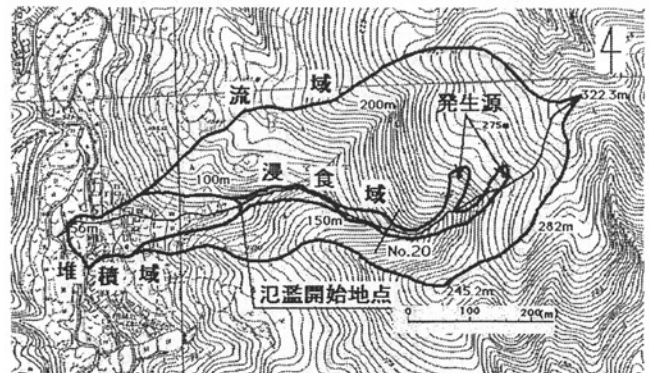 流 域
200m
発生源
322.3m
275m
100m
浸 食 域
150m
No.20
56m
282m
堆 積 域
245.2m
氾濫開始地点
0 100 200(m)